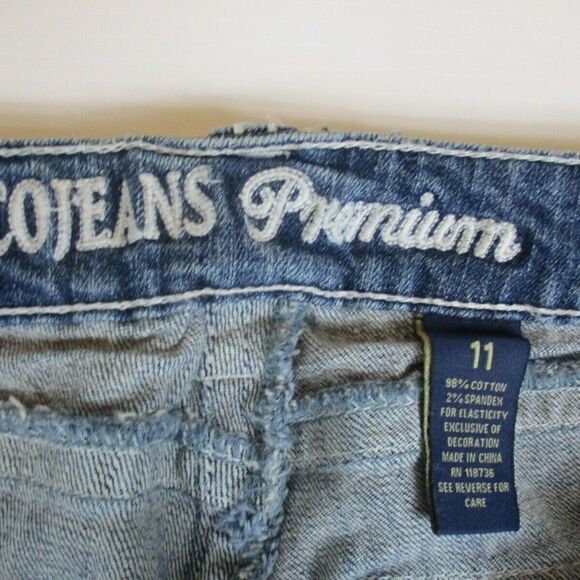 COJEANS Premium
11
98% COTTON
2% SPANDEX
FOR ELASTICITY
EXCLUSIVE OF
DECORATION
MADE IN CHINA
RN 118736
SEE REVERSE FOR
CARE